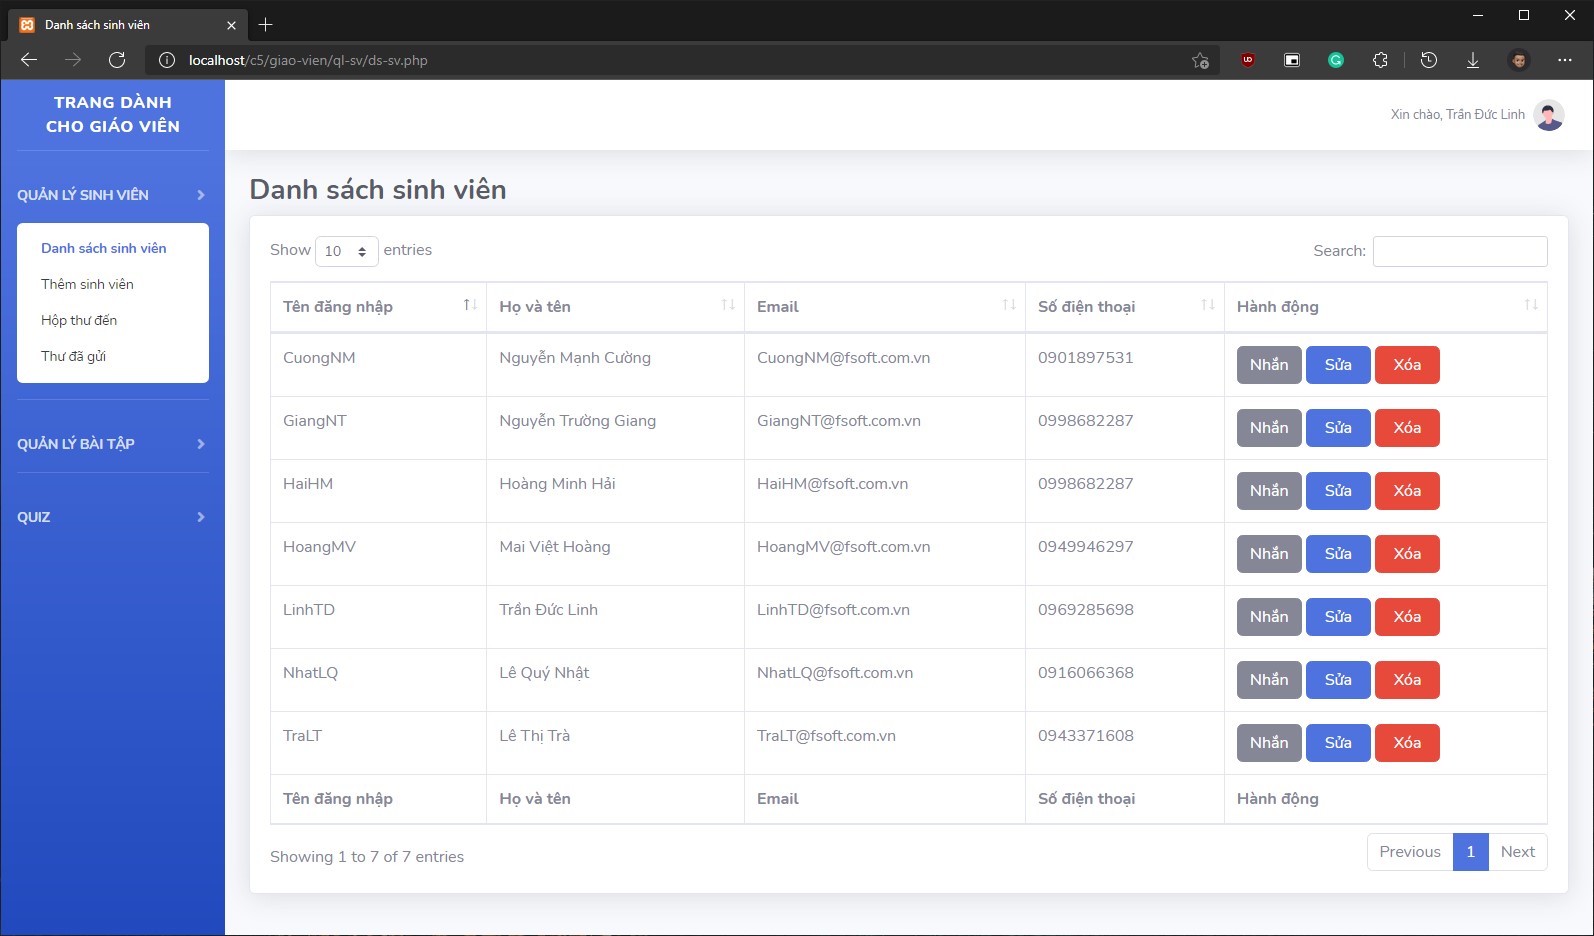 Danh sách sinh viên
localhost/c5/giao-vien/ql-sv/ds-sv.php
TRANG DÀNH
CHO GIÁO VIÊN
Xin chào, Trần Đức Linh
QUẢN LÝ SINH VIÊN
Danh sách sinh viên
Thêm sinh viên
Hộp thư đến
Thư đã gửi
QUẢN LÝ BÀI TẬP
QUIZ
Danh sách sinh viên
Show 10 entries
Search:
Tên đăng nhập Họ và tên Email Số điện thoại Hành động
CuongNM Nguyễn Mạnh Cường CuongNM@fsoft.com.vn 0901897531 Nhắn Sửa Xóa
GiangNT Nguyễn Trường Giang GiangNT@fsoft.com.vn 0998682287 Nhắn Sửa Xóa
HaiHM Hoàng Minh Hải HaiHM@fsoft.com.vn 0998682287 Nhắn Sửa Xóa
HoangMV Mai Việt Hoàng HoangMV@fsoft.com.vn 0949946297 Nhắn Sửa Xóa
LinhTD Trần Đức Linh LinhTD@fsoft.com.vn 0969285698 Nhắn Sửa Xóa
NhatLQ Lê Quý Nhật NhatLQ@fsoft.com.vn 0916066368 Nhắn Sửa Xóa
TraLT Lê Thị Trà TraLT@fsoft.com.vn 0943371608 Nhắn Sửa Xóa
Tên đăng nhập Họ và tên Email Số điện thoại Hành động
Showing 1 to 7 of 7 entries
Previous 1 Next